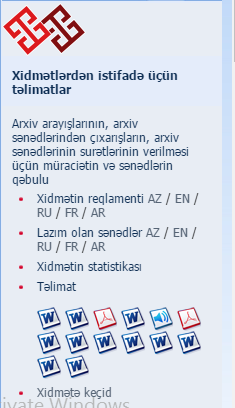 Xidmətlərdən istifadə üçün
təlimatlar
Arxiv arayışlarının, arxiv
sənədlərindən çıxarışların, arxiv
sənədlərinin surətlərinin verilməsi
üçün müraciətin və sənədlərin
qəbulu
• Xidmətin reqlamenti AZ / EN /
RU / FR / AR
• Lazım olan sənədlər AZ / EN /
RU / FR / AR
• Xidmətin statistikası
• Təlimat
• Xidmətə keçid
ivate Windows